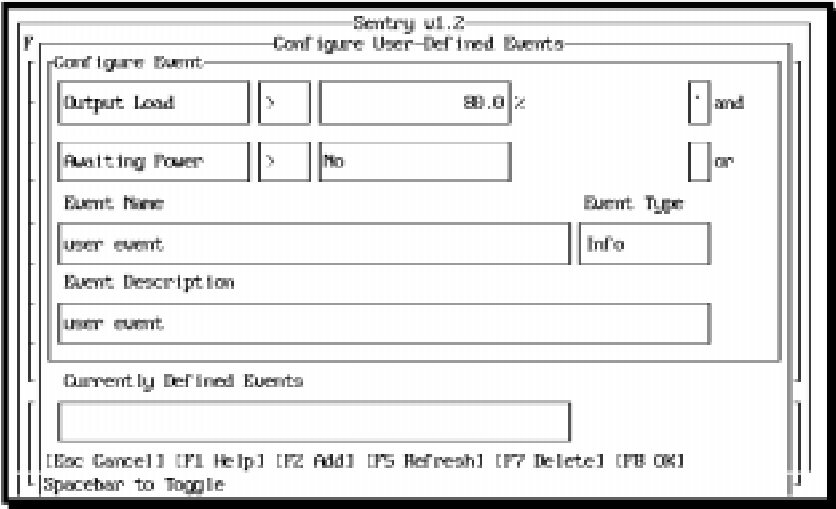 Sentry v1.2
F
Configure User-Defined Events
Configure Event
Output Load > 80.0 % * and
Awaiting Power > No or
Event Name Event Type
user event Info
Event Description
user event
Currently Defined Events
[Esc Cancel] [F1 Help] [F2 Add] [F5 Refresh] [F7 Delete] [F8 OK]
Spacebar to Toggle